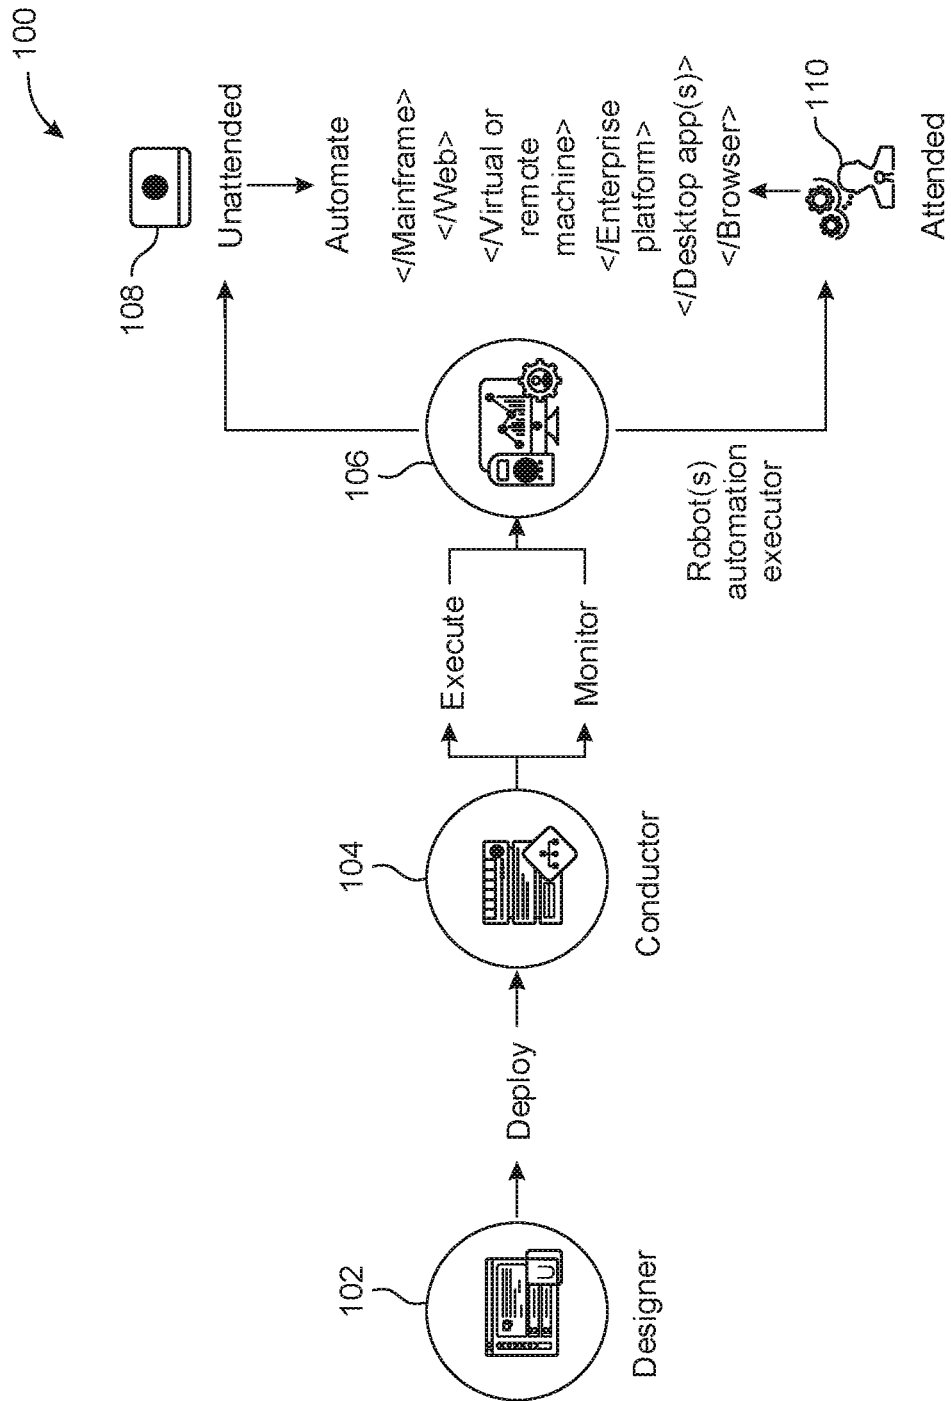 100
108
Unattended
Automate
</Mainframe>
</Web>
</Virtual or
remote
machine>
</Enterprise
platform>
</Desktop app(s)>
</Browser>
110
Attended
106
Robot(s)
automation
executor
Execute
Monitor
104
Conductor
Deploy
102
Designer